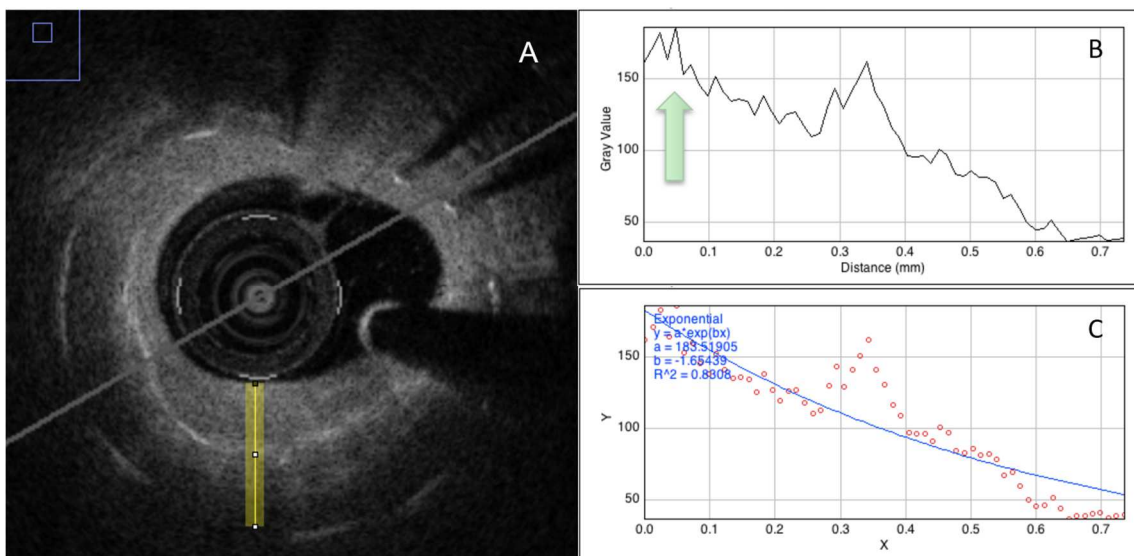 A
B
150
100
50
Gray Value
0.0 0.1 0.2 0.3 0.4 0.5 0.6 0.7
Distance (mm)
C
Exponential
y = a*exp(bx)
a = 183.51905
b = -1.65439
R^2 = 0.8308
150
100
50
Y
0.0 0.1 0.2 0.3 0.4 0.5 0.6 0.7
X